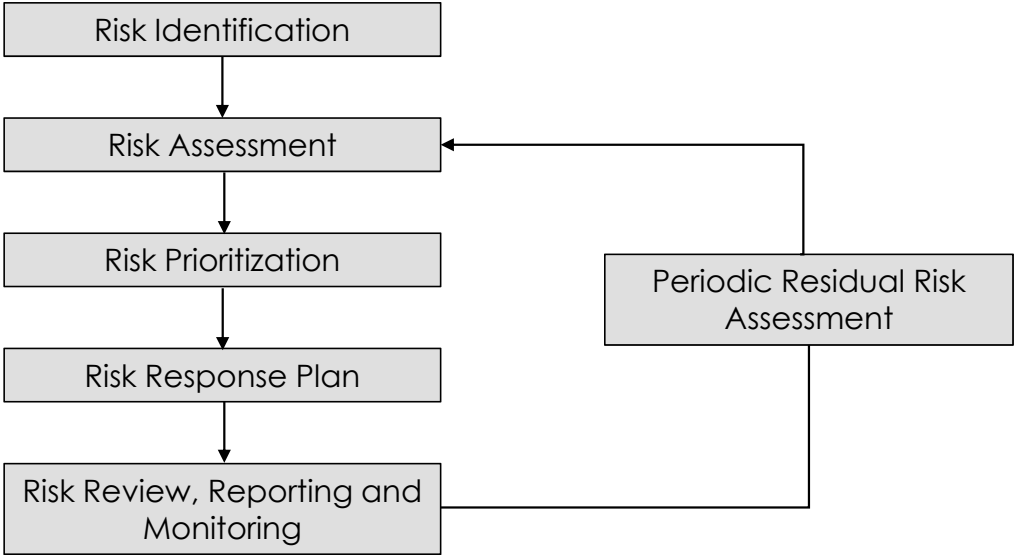 Risk Identification
Risk Assessment
Risk Prioritization
Periodic Residual Risk
Assessment
Risk Response Plan
Risk Review, Reporting and
Monitoring